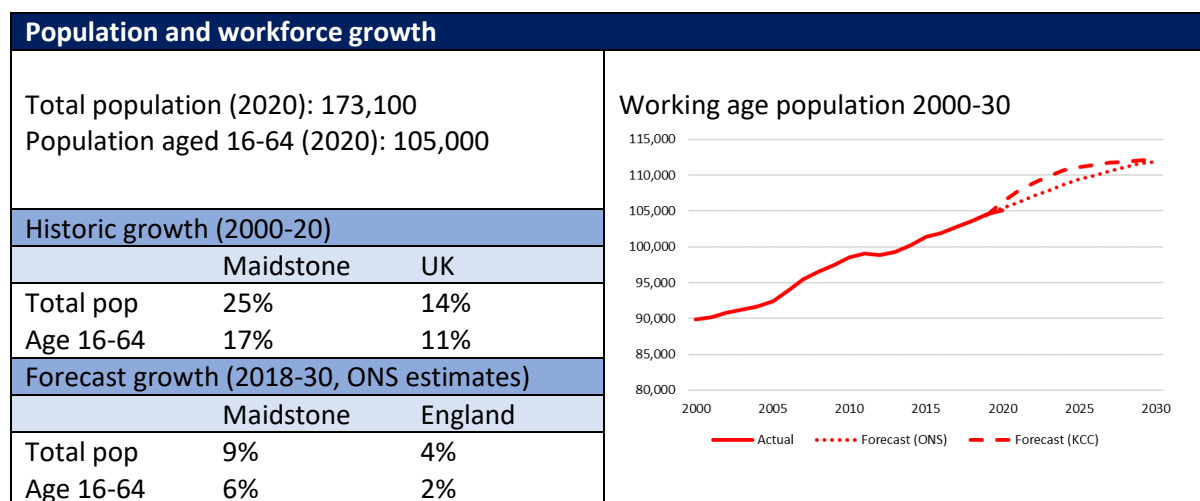 Population and workforce growth
Total population (2020): 173,100
Population aged 16-64 (2020): 105,000
Historic growth (2000-20)
Maidstone UK
Total pop 25% 14%
Age 16-64 17% 11%
Forecast growth (2018-30, ONS estimates)
Maidstone England
Total pop 9% 4%
Age 16-64 6% 2%
Working age population 2000-30
115,000
110,000
105,000
100,000
95,000
90,000
85,000
80,000
2000 2005 2010 2015 2020 2025 2030
Actual Forecast (ONS) Forecast (KCC)